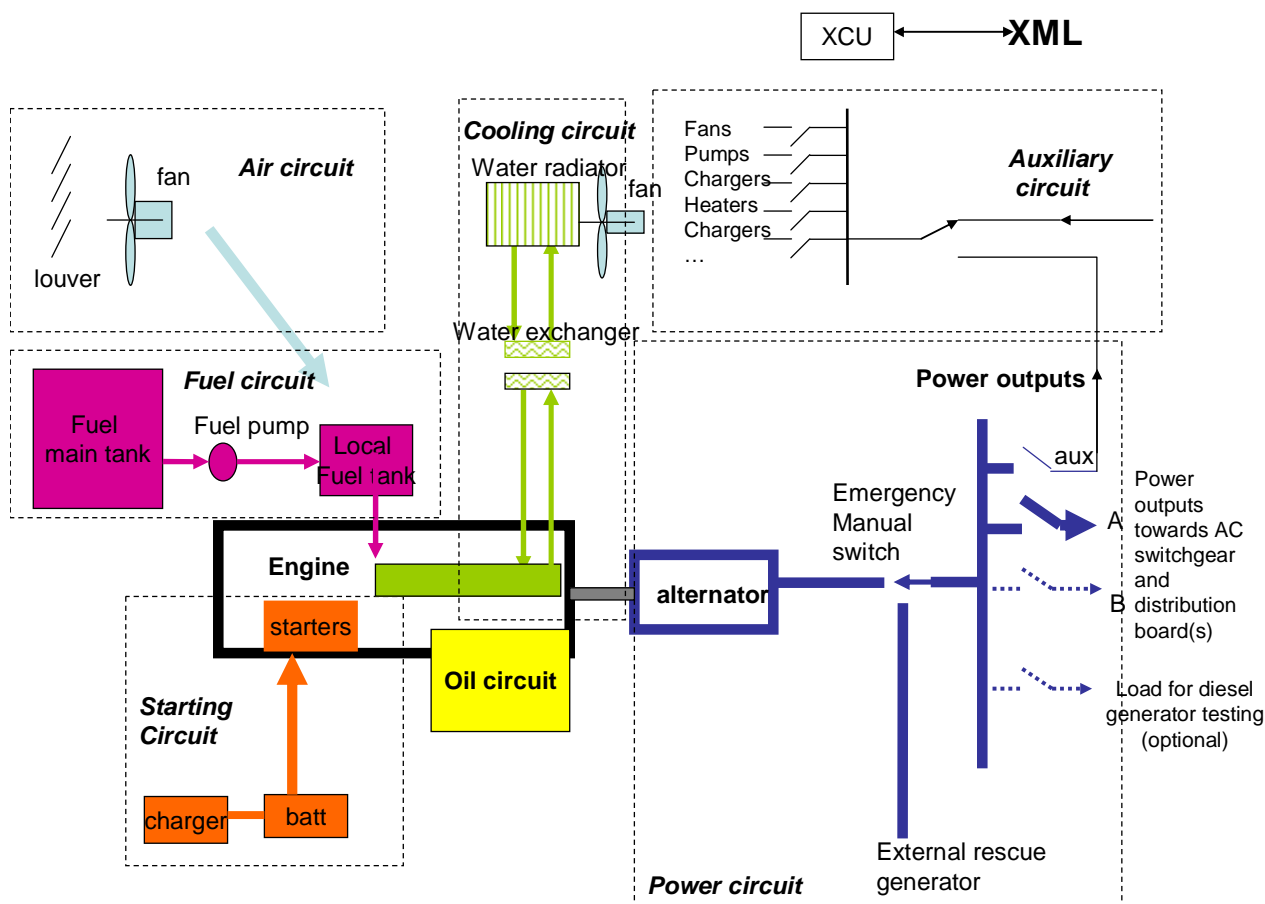 XCU
XML
Air circuit
fan
louver
Cooling circuit
Water radiator
fan
Water exchanger
Fans
Pumps
Chargers
Heaters
Chargers
…
Auxiliary
circuit
Fuel circuit
Fuel
main tank
Fuel pump
Local
Fuel tank
Power outputs
aux
A
B
Power
outputs
towards AC
switchgear
and
distribution
board(s)
Load for diesel
generator testing
(optional)
Emergency
Manual
switch
Engine
alternator
starters
Oil circuit
Starting
Circuit
charger
batt
External rescue
generator
Power circuit